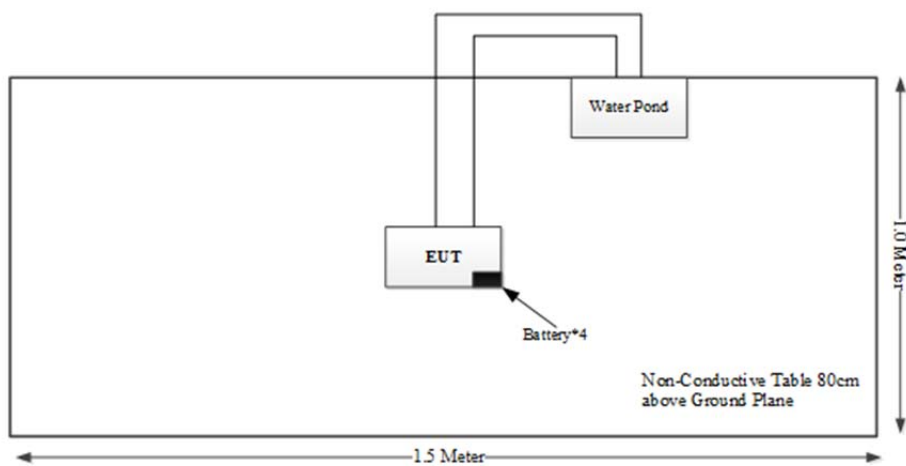 Water Pond
EUT
Battery*4
Non-Conductive Table 80cm
above Ground Plane
1.0 Meter
1.5 Meter